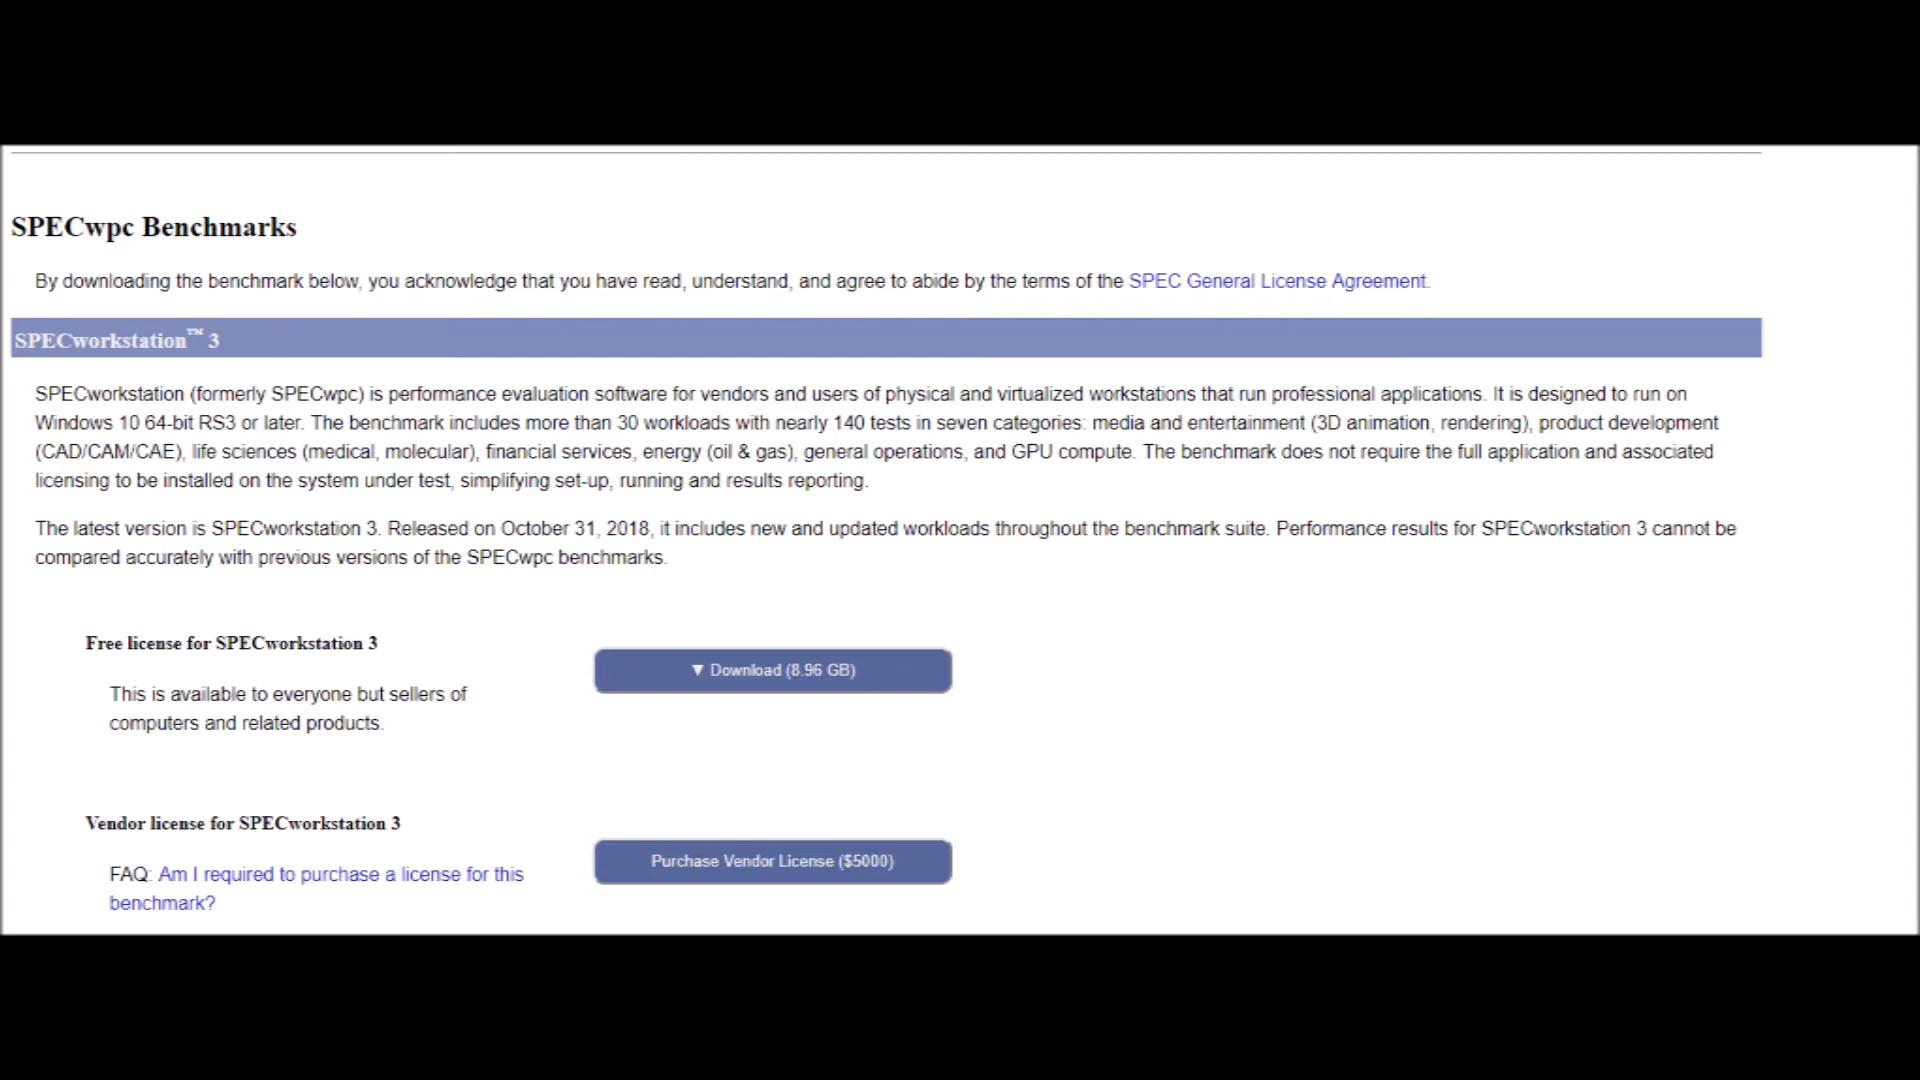 SPECwpc Benchmarks
By downloading the benchmark below, you acknowledge that you have read, understand, and agree to abide by the terms of the SPEC General License Agreement.
SPECworkstation™ 3
SPECworkstation (formerly SPECwpc) is performance evaluation software for vendors and users of physical and virtualized workstations that run professional applications. It is designed to run on
Windows 10 64-bit RS3 or later. The benchmark includes more than 30 workloads with nearly 140 tests in seven categories: media and entertainment (3D animation, rendering), product development
(CAD/CAM/CAE), life sciences (medical, molecular), financial services, energy (oil & gas), general operations, and GPU compute. The benchmark does not require the full application and associated
licensing to be installed on the system under test, simplifying set-up, running and results reporting.
The latest version is SPECworkstation 3. Released on October 31, 2018, it includes new and updated workloads throughout the benchmark suite. Performance results for SPECworkstation 3 cannot be
compared accurately with previous versions of the SPECwpc benchmarks.
Free license for SPECworkstation 3
▼ Download (8.96 GB)
This is available to everyone but sellers of
computers and related products.
Vendor license for SPECworkstation 3
Purchase Vendor License ($5000)
FAQ: Am I required to purchase a license for this
benchmark?